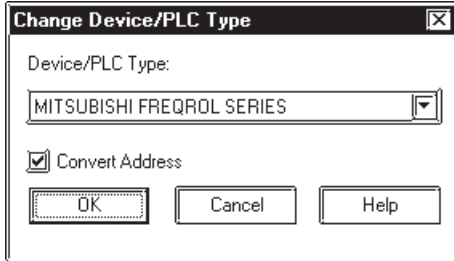 Change Device/PLC Type
Device/PLC Type:
MITSUBISHI FREQROL SERIES
Convert Address
OK Cancel Help